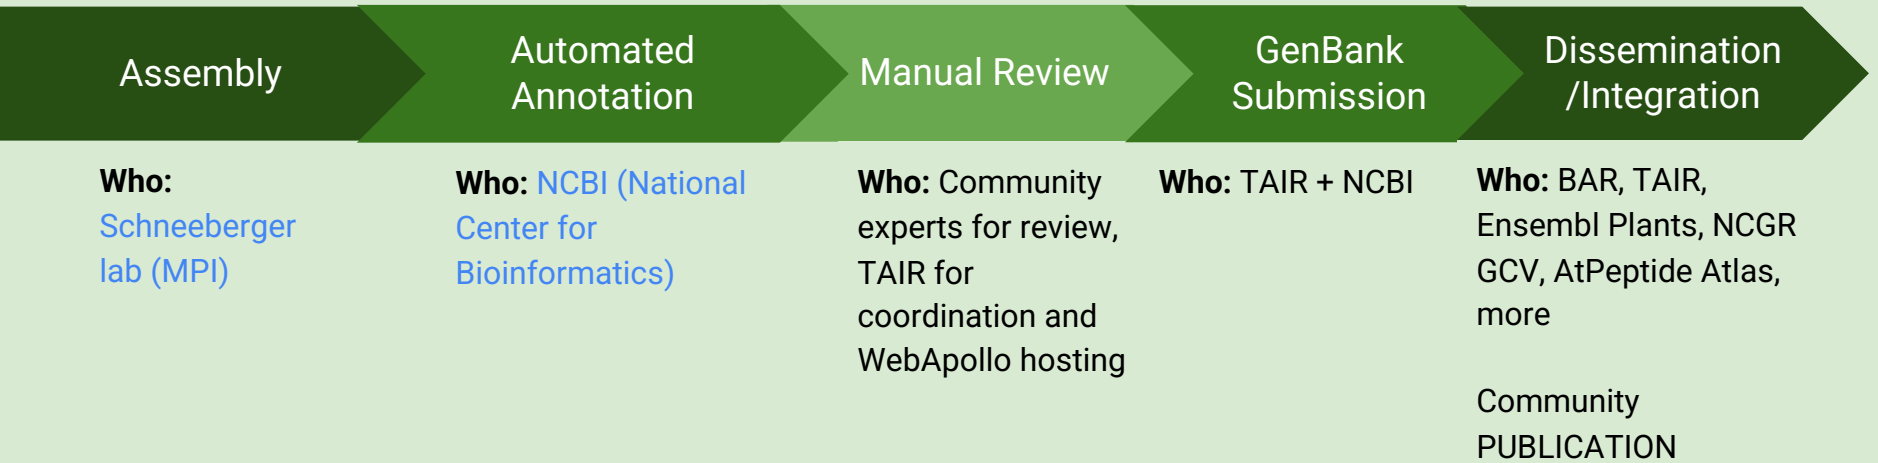 Assembly
Automated
Annotation
Manual Review
GenBank
Submission
Dissemination
/Integration
Who:
Schneeberger
lab (MPI)
Who: NCBI (National
Center for
Bioinformatics)
Who: Community
experts for review,
TAIR for
coordination and
WebApollo hosting
Who: TAIR + NCBI
Who: BAR, TAIR,
Ensembl Plants, NCGR
GCV, AtPeptide Atlas,
more
Community
PUBLICATION